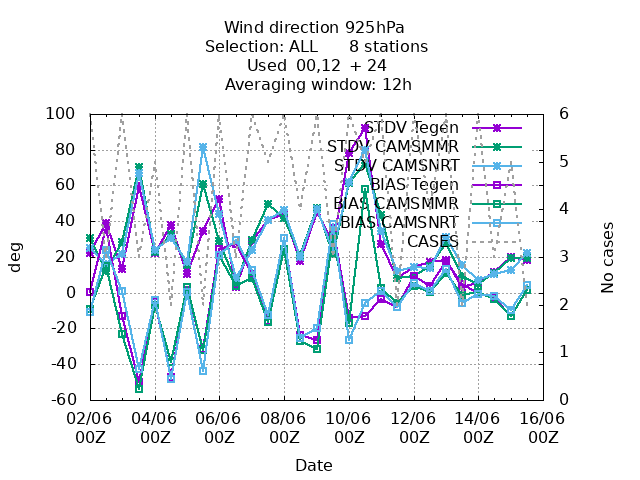 Wind direction 925hPa
Selection: ALL 8 stations
Used 00,12 + 24
Averaging window: 12h
100
80
60
40
20
0
-20
-40
-60
deg
6
5
4
3
2
1
0
No cases
STDV Tegen
STDV CAMSMMR
STDV CAMSNRT
BIAS Tegen
BIAS CAMSMMR
BIAS CAMSNRT
CASES
02/06 04/06 06/06 08/06 10/06 12/06 14/06 16/06
00Z 00Z 00Z 00Z 00Z 00Z 00Z 00Z
Date